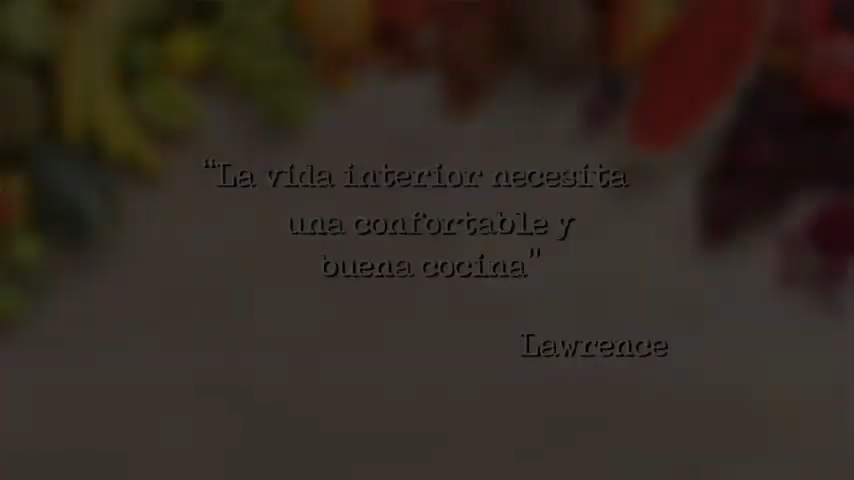 “La vida interior necesita
una confortable y
buena cocina”
Lawrence